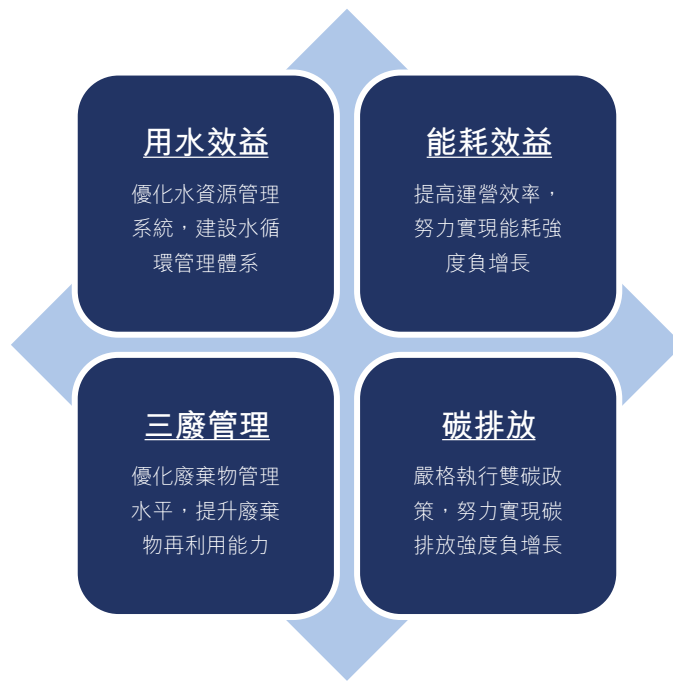 用水效益
優化水資源管理
系統，建設水循
環管理體系
能耗效益
提高運營效率，
努力實現能耗強
度負增長
三廢管理
優化廢棄物管理
水平，提升廢棄
物再利用能力
碳排放
嚴格執行雙碳政
策，努力實現碳
排放強度負增長